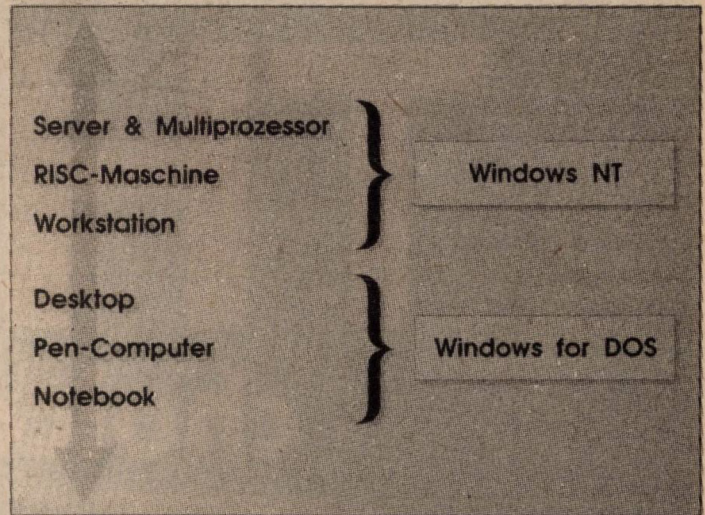 Server & Multiprozessor
RISC-Maschine
Workstation
Windows NT
Desktop
Pen-Computer
Notebook
Windows for DOS